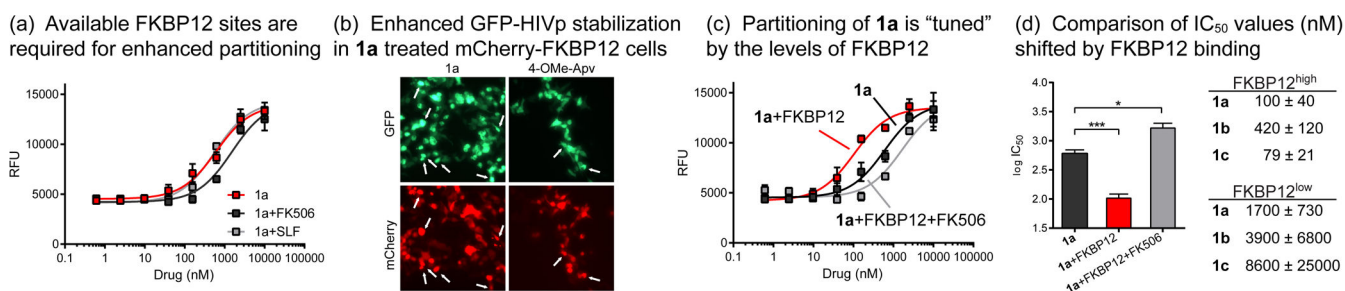 (a) Available FKBP12 sites are
required for enhanced partitioning
15000
10000
5000
0
RFU
0.1
1
10
100
1000
10000
100000
Drug (nM)
1a
1a+FK506
1a+SLF
(b) Enhanced GFP-HIVp stabilization
in 1a treated mCherry-FKBP12 cells
1a
4-OMe-Apv
GFP
mCherry
(c) Partitioning of 1a is “tuned”
by the levels of FKBP12
15000
10000
5000
0
RFU
1a
1a+FKBP12
1a+FKBP12+FK506
0.1
1
10
100
1000
10000
100000
Drug (nM)
(d) Comparison of IC50 values (nM)
shifted by FKBP12 binding
4.0
3.5
3.0
2.5
2.0
1.5
log IC50
*
***
1a
1a+FKBP12
1a+FKBP12+FK506
FKBP12high
1a 100 ± 40
1b 420 ± 120
1c 79 ± 21
FKBP12low
1a 1700 ± 730
1b 3900 ± 6800
1c 8600 ± 25000